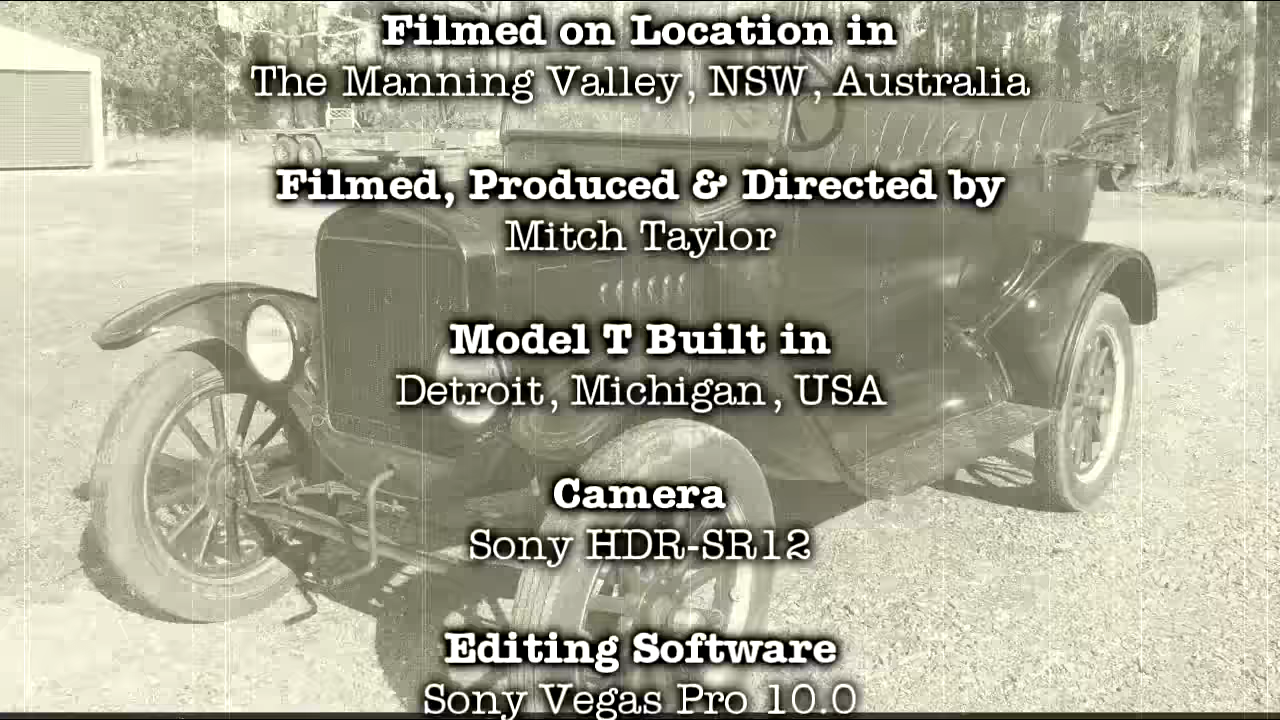 Filmed on Location in
The Manning Valley, NSW, Australia
Filmed, Produced & Directed by
Mitch Taylor
Model T Built in
Detroit, Michigan, USA
Camera
Sony HDR-SR12
Editing Software
Sony Vegas Pro 10.0